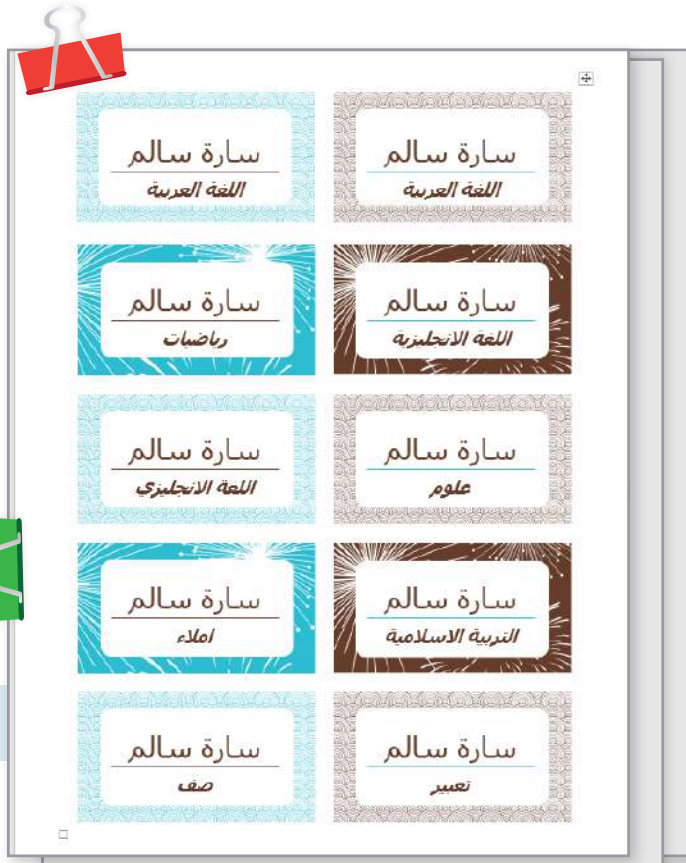 سارة سالم
اللغة العربية
سارة سالم
اللغة العربية
سارة سالم
اللغة الانجليزية
سارة سالم
رياضيات
سارة سالم
علوم
سارة سالم
اللغة الانجليزي
سارة سالم
التربية الاسلامية
سارة سالم
املاء
سارة سالم
تعبير
سارة سالم
صف